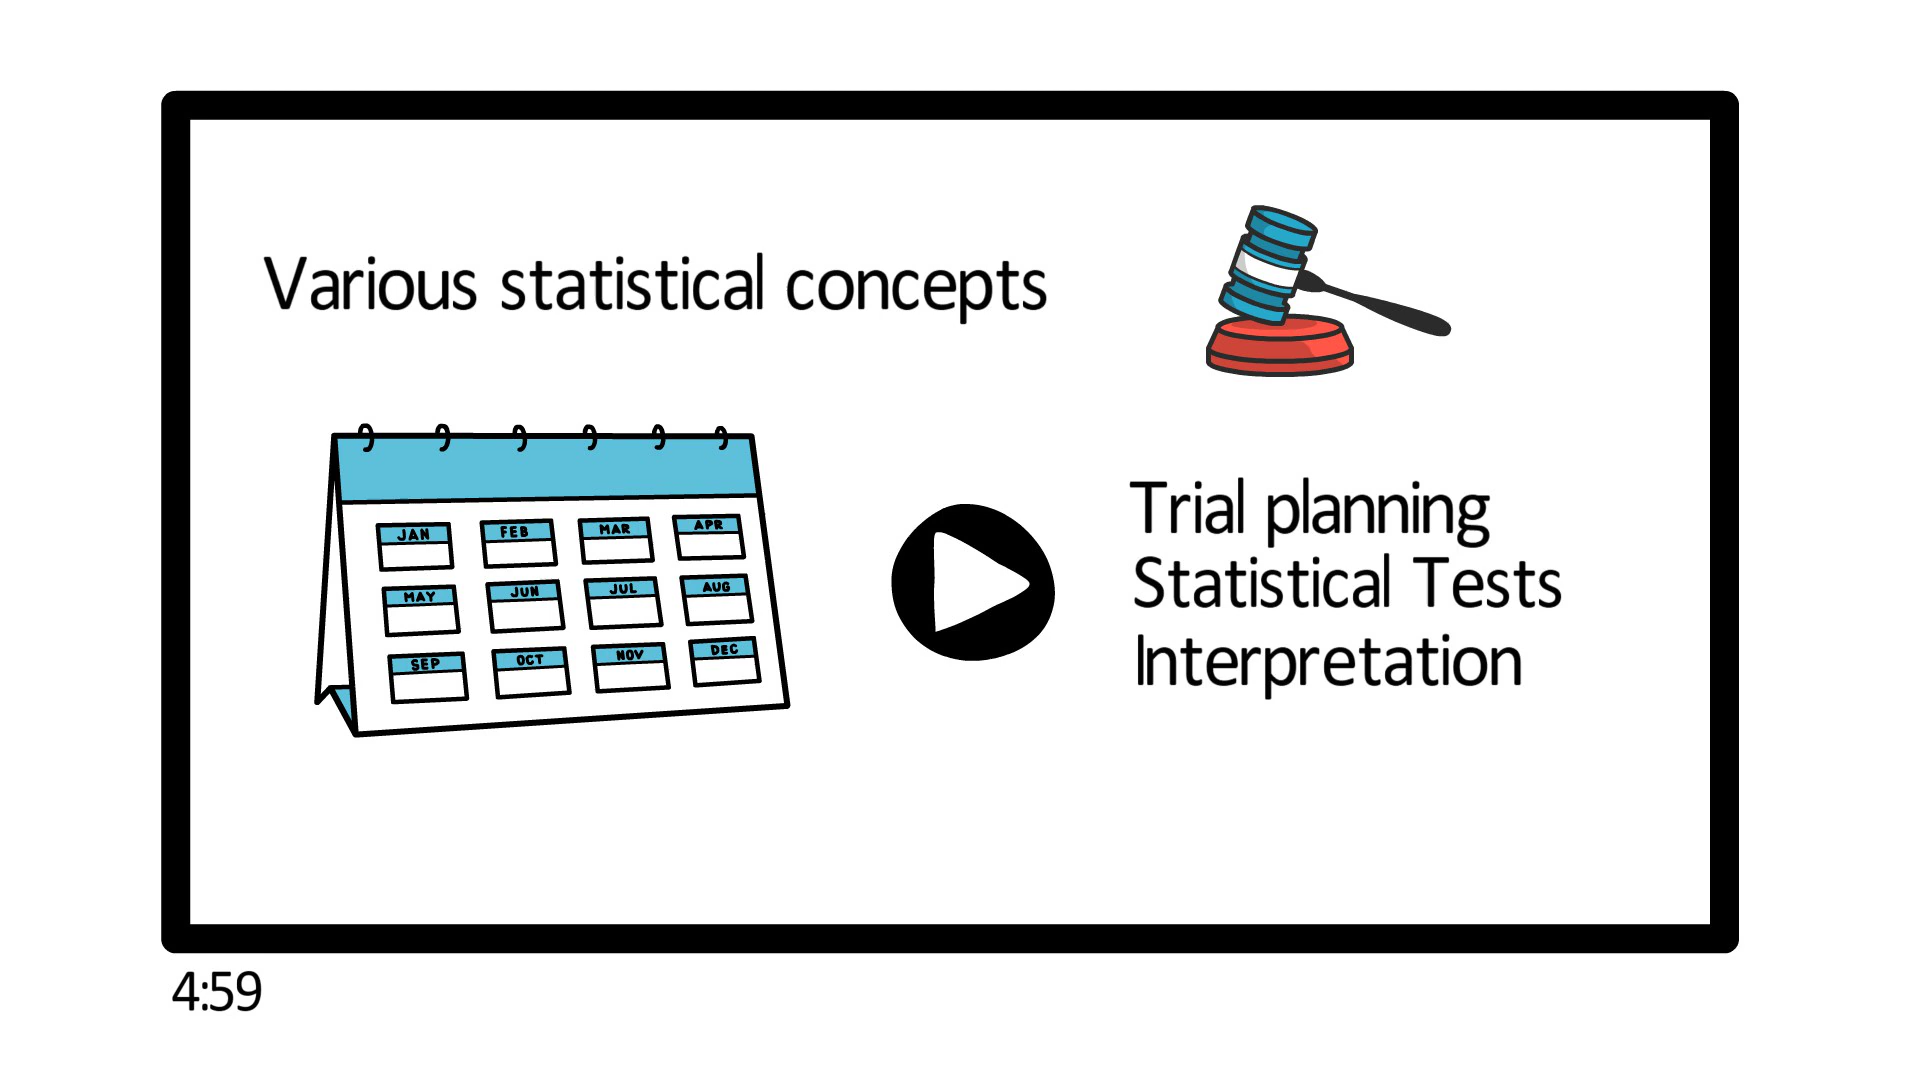 Various statistical concepts
JAN FEB MAR APR
MAY JUN JUL AUG
SEP OCT NOV DEC
Trial planning
Statistical Tests
Interpretation
4:59